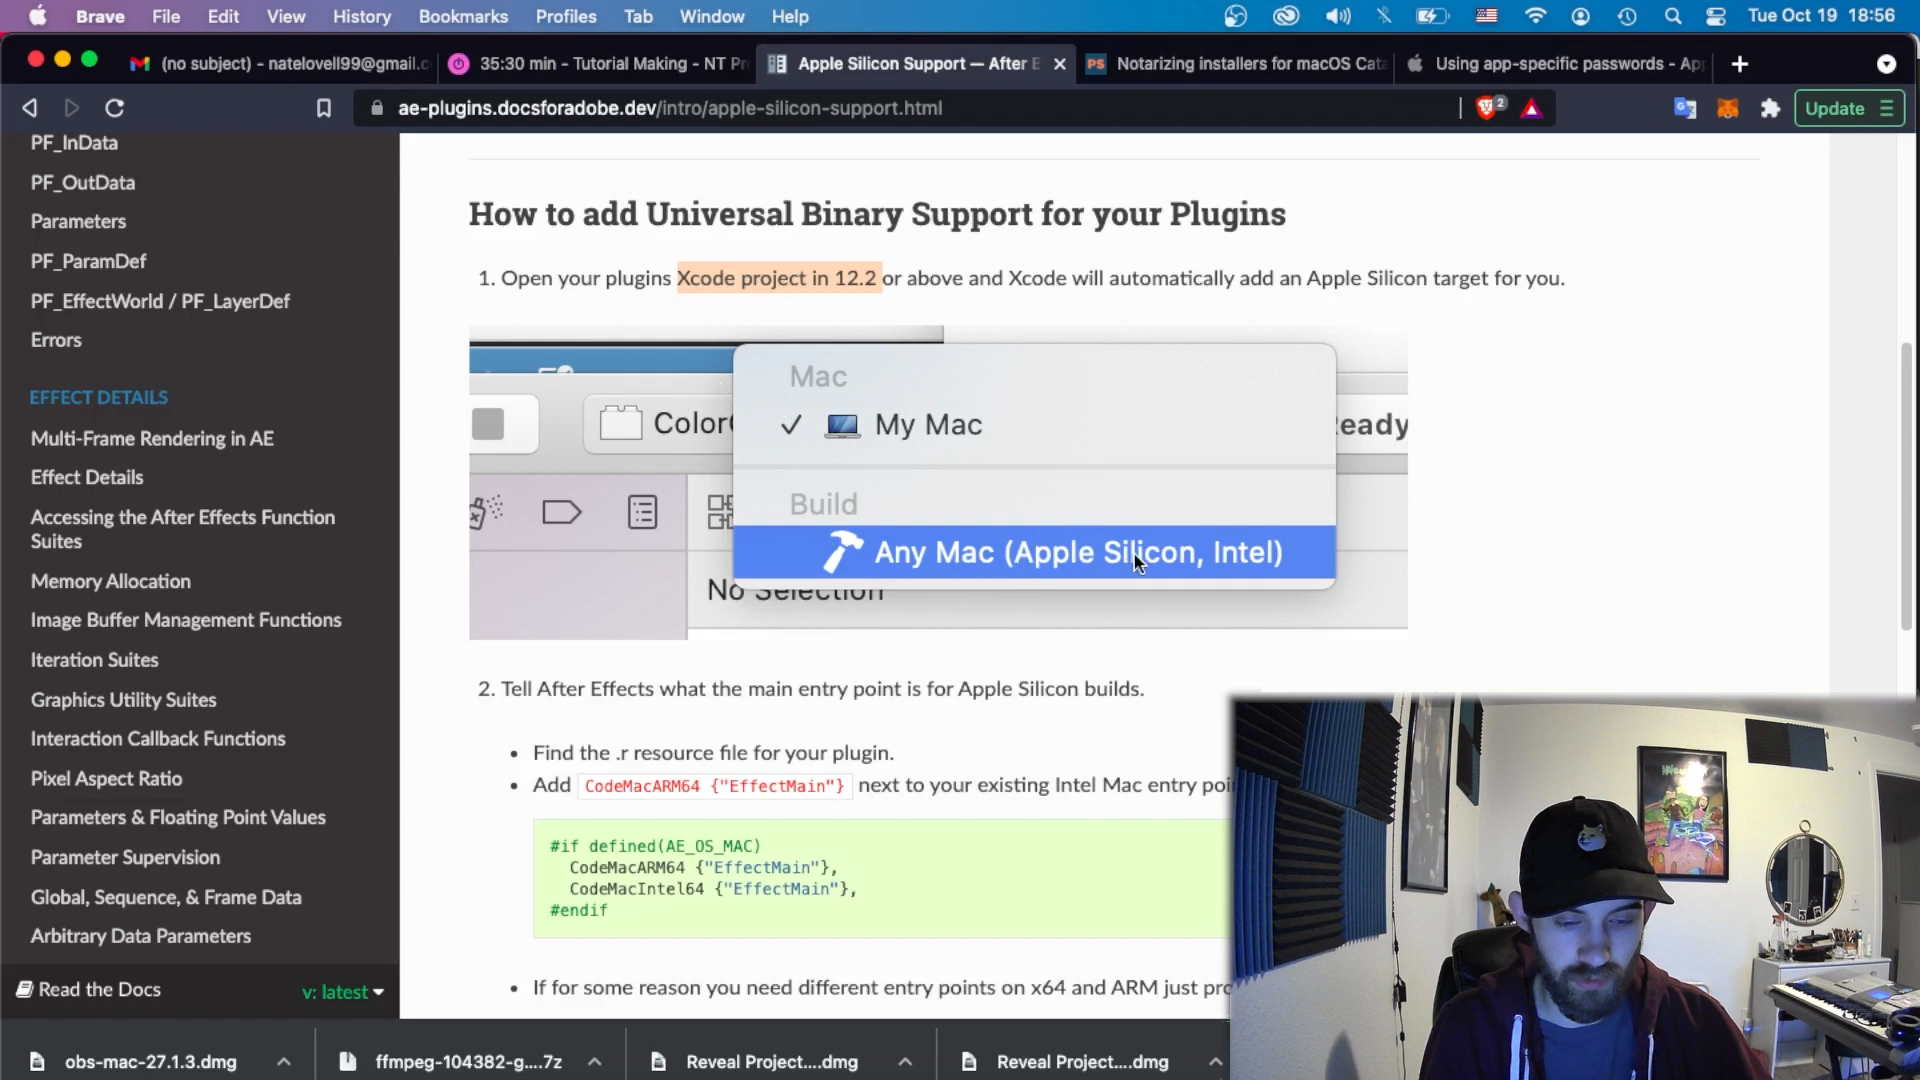 Brave File Edit View History Bookmarks Profiles Tab Window Help Tue Oct 19 18:56
(no subject) - natelovell99@gmail.c 35:30 min - Tutorial Making - NT Pr Apple Silicon Support — After E Notarizing installers for macOS Cata Using app-specific passwords - App
PS
ae-plugins.docsforadobe.dev/intro/apple-silicon-support.html 2 Update
PF_InData
PF_OutData
Parameters
PF_ParamDef
PF_EffectWorld / PF_LayerDef
Errors
EFFECT DETAILS
Multi-Frame Rendering in AE
Effect Details
Accessing the After Effects Function
Suites
Memory Allocation
Image Buffer Management Functions
Iteration Suites
Graphics Utility Suites
Interaction Callback Functions
Pixel Aspect Ratio
Parameters & Floating Point Values
Parameter Supervision
Global, Sequence, & Frame Data
Arbitrary Data Parameters
Read the Docs v: latest
How to add Universal Binary Support for your Plugins
1. Open your plugins Xcode project in 12.2 or above and Xcode will automatically add an Apple Silicon target for you.
Mac
Color
My Mac
Ready
Build
Any Mac (Apple Silicon, Intel)
No Selection
2. Tell After Effects what the main entry point is for Apple Silicon builds.
• Find the .r resource file for your plugin.
• Add CodeMacARM64 {"EffectMain"} next to your existing Intel Mac entry poi
#if defined(AE_OS_MAC)
CodeMacARM64 {"EffectMain"},
CodeMacIntel64 {"EffectMain"},
#endif
• If for some reason you need different entry points on x64 and ARM just pro
obs-mac-27.1.3.dmg ffmpeg-104382-g....7z Reveal Project....dmg Reveal Project....dmg